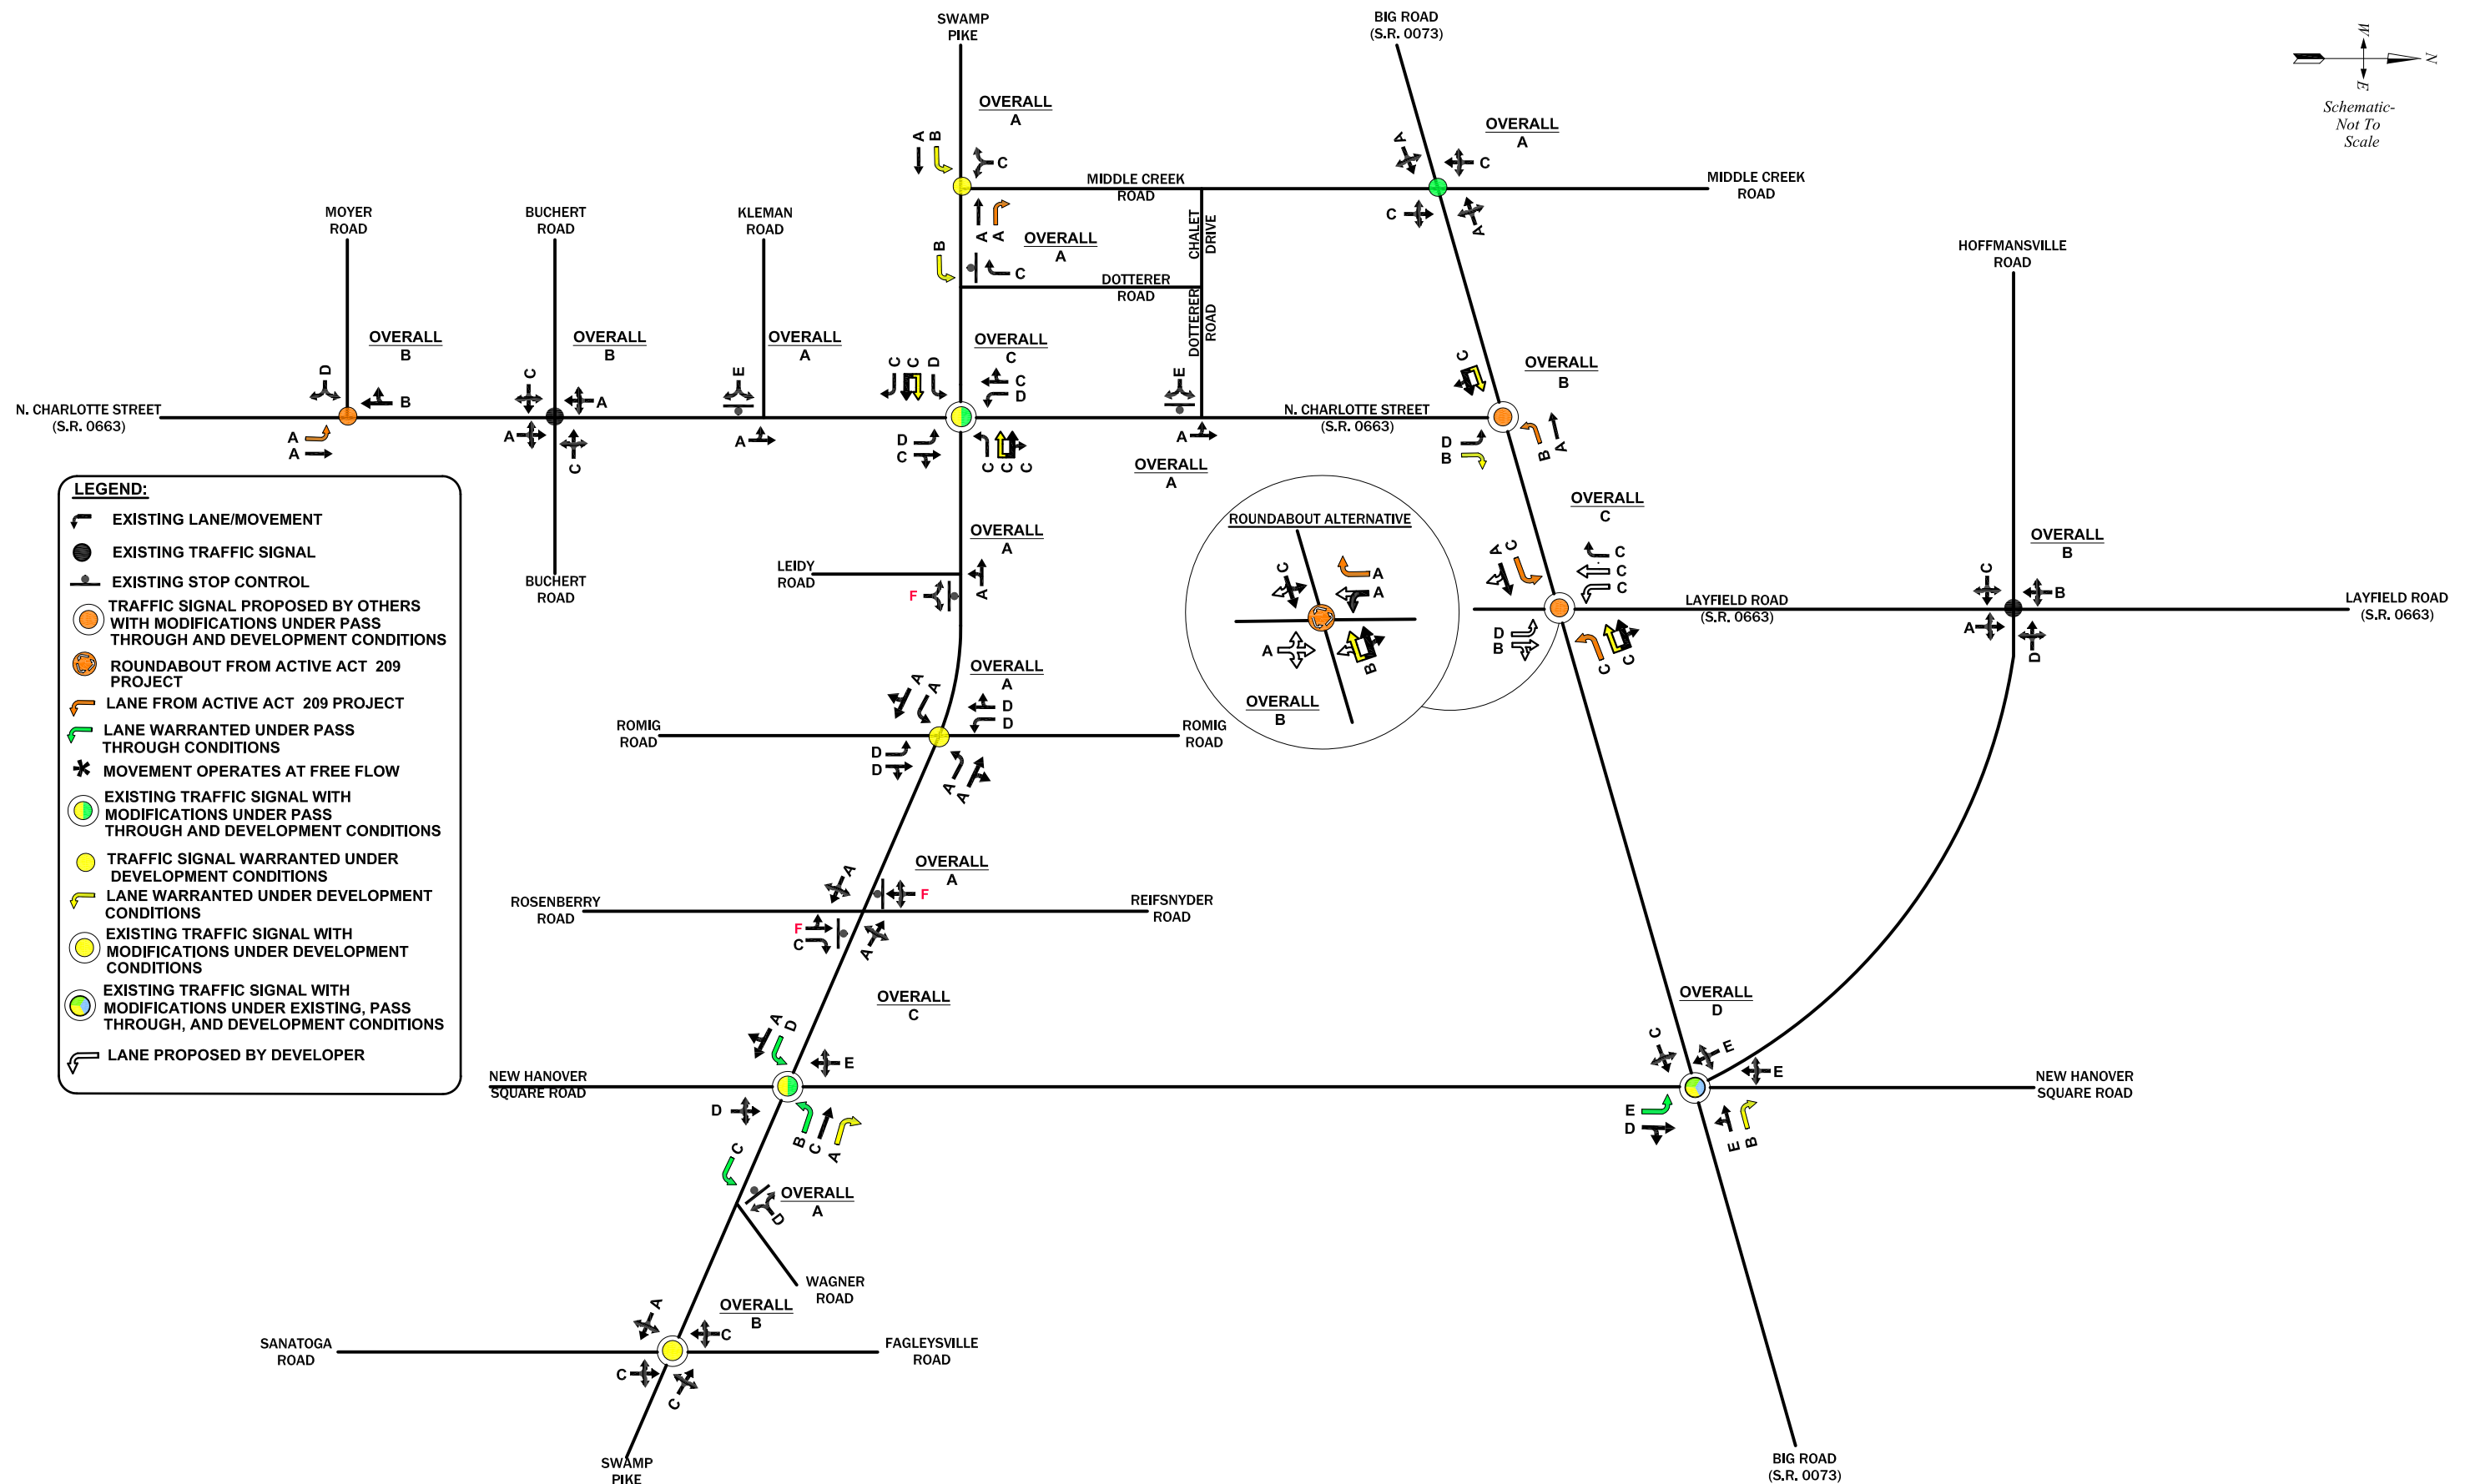 SWAMP
PIKE
BIG ROAD
(S.R. 0073)
W
N
E
Schematic-
Not To
Scale
OVERALL
A
A
B
C
OVERALL
A
A
C
C
A
MIDDLE CREEK
ROAD
MIDDLE CREEK
ROAD
A
A
B
OVERALL
A
C
CHALET
DRIVE
DOTTERER
ROAD
DOTTERER
ROAD
MOYER
ROAD
BUCHERT
ROAD
KLEMAN
ROAD
HOFFMANSVILLE
ROAD
OVERALL
B
D
B
A
A
OVERALL
B
C
A
A
C
OVERALL
A
E
A
OVERALL
C
C
C
D
C
D
D
C
C
C
C
E
A
OVERALL
A
N. CHARLOTTE STREET
(S.R. 0663)
N. CHARLOTTE STREET
(S.R. 0663)
OVERALL
B
C
D
B
B
A
BUCHERT
ROAD
LEIDY
ROAD
OVERALL
A
F
A
ROUNDABOUT ALTERNATIVE
C
A
A
A
B
OVERALL
B
OVERALL
C
A
C
C
C
C
D
B
C
C
LAYFIELD ROAD
(S.R. 0663)
LAYFIELD ROAD
(S.R. 0663)
OVERALL
B
C
B
A
D
OVERALL
A
A
A
D
D
D
D
A
A
ROMIG
ROAD
ROMIG
ROAD
OVERALL
A
A
F
F
C
A
ROSENBERRY
ROAD
REIFSNYDER
ROAD
OVERALL
C
A
D
E
D
B
C
A
NEW HANOVER
SQUARE ROAD
NEW HANOVER
SQUARE ROAD
OVERALL
D
C
E
E
E
D
E
B
C
OVERALL
A
D
WAGNER
ROAD
OVERALL
B
A
C
C
C
SANATOGA
ROAD
FAGLEYSVILLE
ROAD
SWAMP
PIKE
BIG ROAD
(S.R. 0073)
LEGEND:
EXISTING LANE/MOVEMENT
EXISTING TRAFFIC SIGNAL
EXISTING STOP CONTROL
TRAFFIC SIGNAL PROPOSED BY OTHERS
WITH MODIFICATIONS UNDER PASS
THROUGH AND DEVELOPMENT CONDITIONS
ROUNDABOUT FROM ACTIVE ACT 209
PROJECT
LANE FROM ACTIVE ACT 209 PROJECT
LANE WARRANTED UNDER PASS
THROUGH CONDITIONS
MOVEMENT OPERATES AT FREE FLOW
EXISTING TRAFFIC SIGNAL WITH
MODIFICATIONS UNDER PASS
THROUGH AND DEVELOPMENT CONDITIONS
TRAFFIC SIGNAL WARRANTED UNDER
DEVELOPMENT CONDITIONS
LANE WARRANTED UNDER DEVELOPMENT
CONDITIONS
EXISTING TRAFFIC SIGNAL WITH
MODIFICATIONS UNDER DEVELOPMENT
CONDITIONS
EXISTING TRAFFIC SIGNAL WITH
MODIFICATIONS UNDER EXISTING, PASS
THROUGH, AND DEVELOPMENT CONDITIONS
LANE PROPOSED BY DEVELOPER